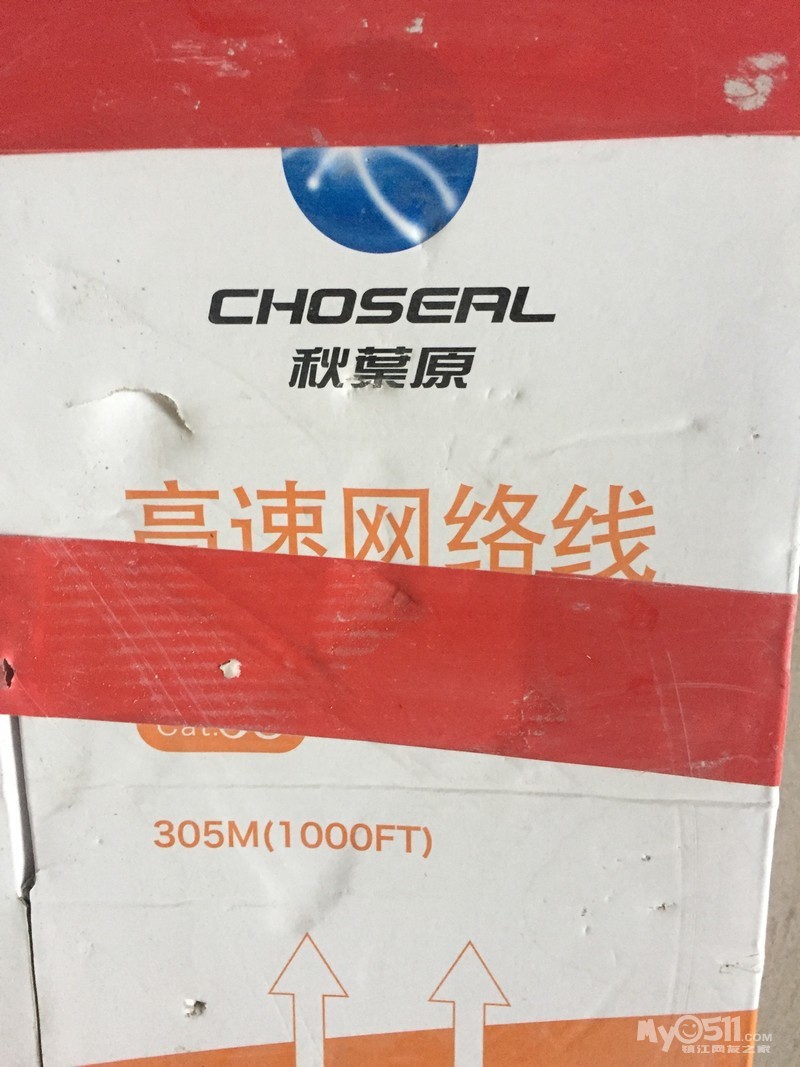 CHOSEAL
秋葉原
高速网络线
Cat.
305M(1000FT)
My0511.COM
镇江网友之家